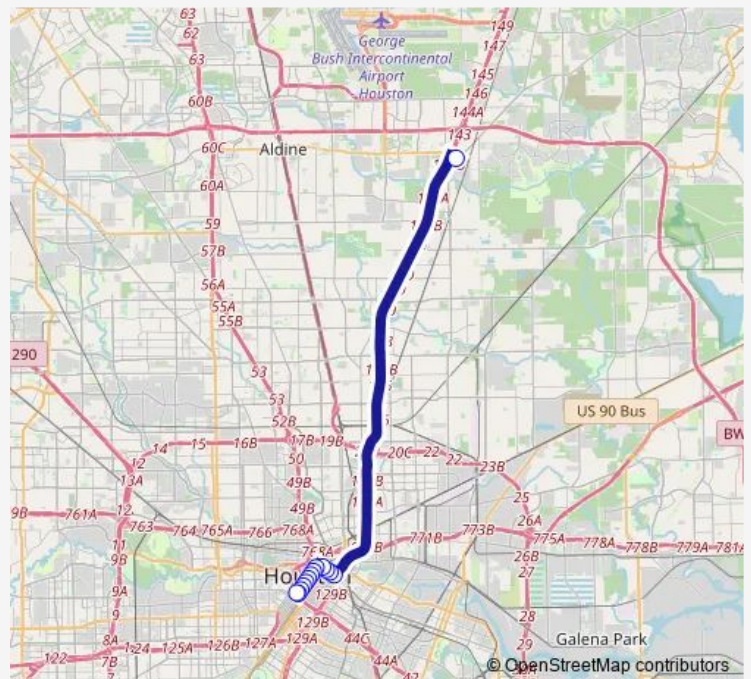 63
62
63
149
147
George
Bush Intercontinental
Airport
Houston
145
146
60B
144A
143
60C
Aldine
60A
59
57B
56A
55A
55B
290
53
53
US 90 Bus
52B
BW
14
15
16B
17B
19B
12
20C
22
22
23B
13A
50
49B
25
9B
761A
12
49B
26A
763
764
765A
766
768A
771B
773B
775A
778A
778B
779A
781A
11
768A
26B
9B
27
129B
9A
28
129B
8A
29
124
125
126B
127A
129A
44C
Galena Park
122
7B
44A
42
© OpenStreetMap contributors